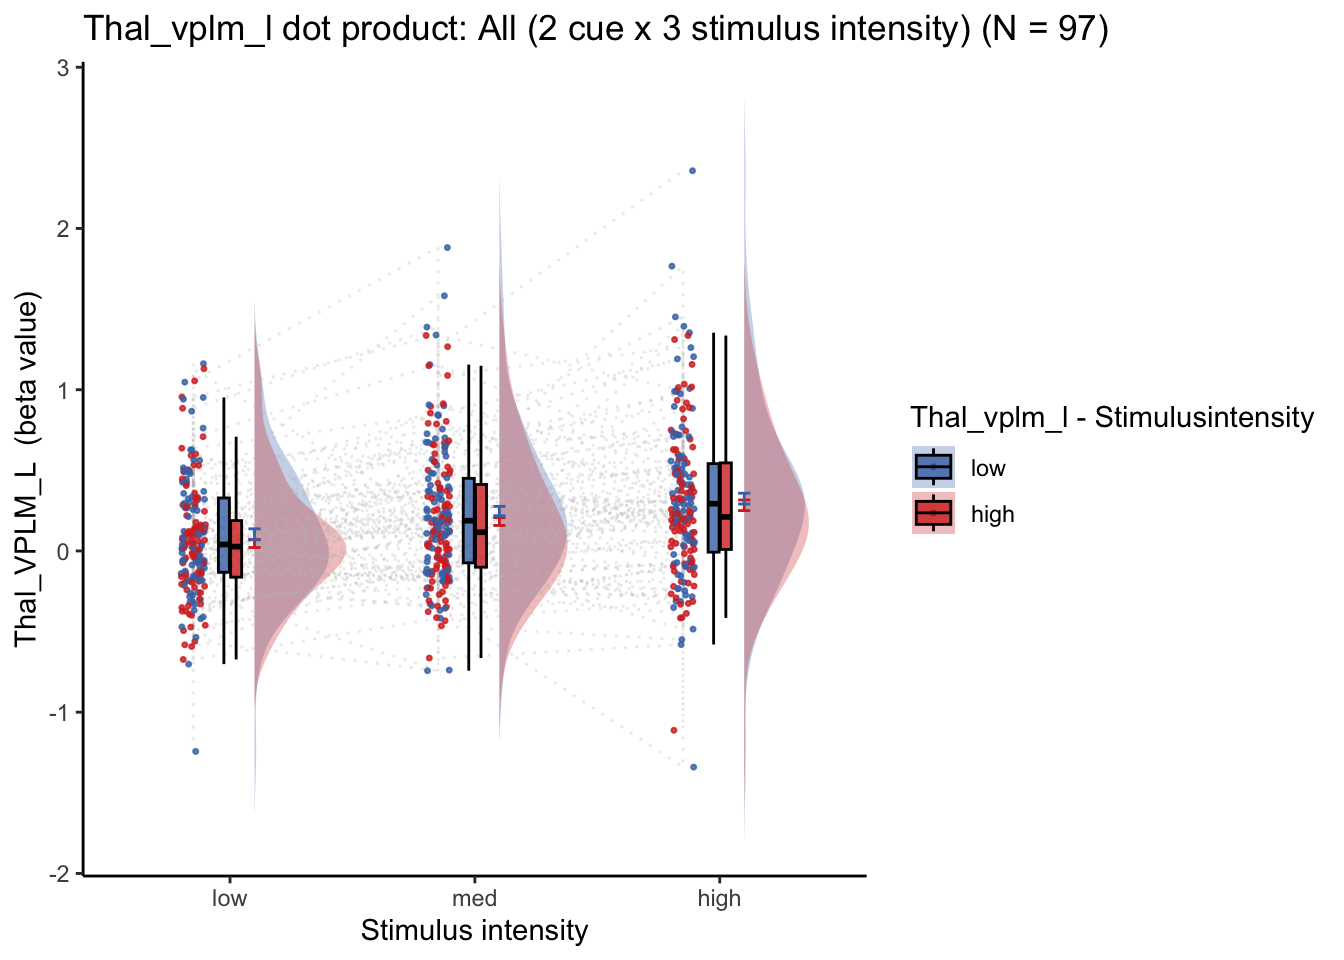 Thal_vplm_l dot product: All (2 cue x 3 stimulus intensity) (N = 97)
Thal_VPLM_L (beta value)
3
2
1
0
-1
-2
low
med
high
Stimulus intensity
Thal_vplm_l - Stimulusintensity
low
high